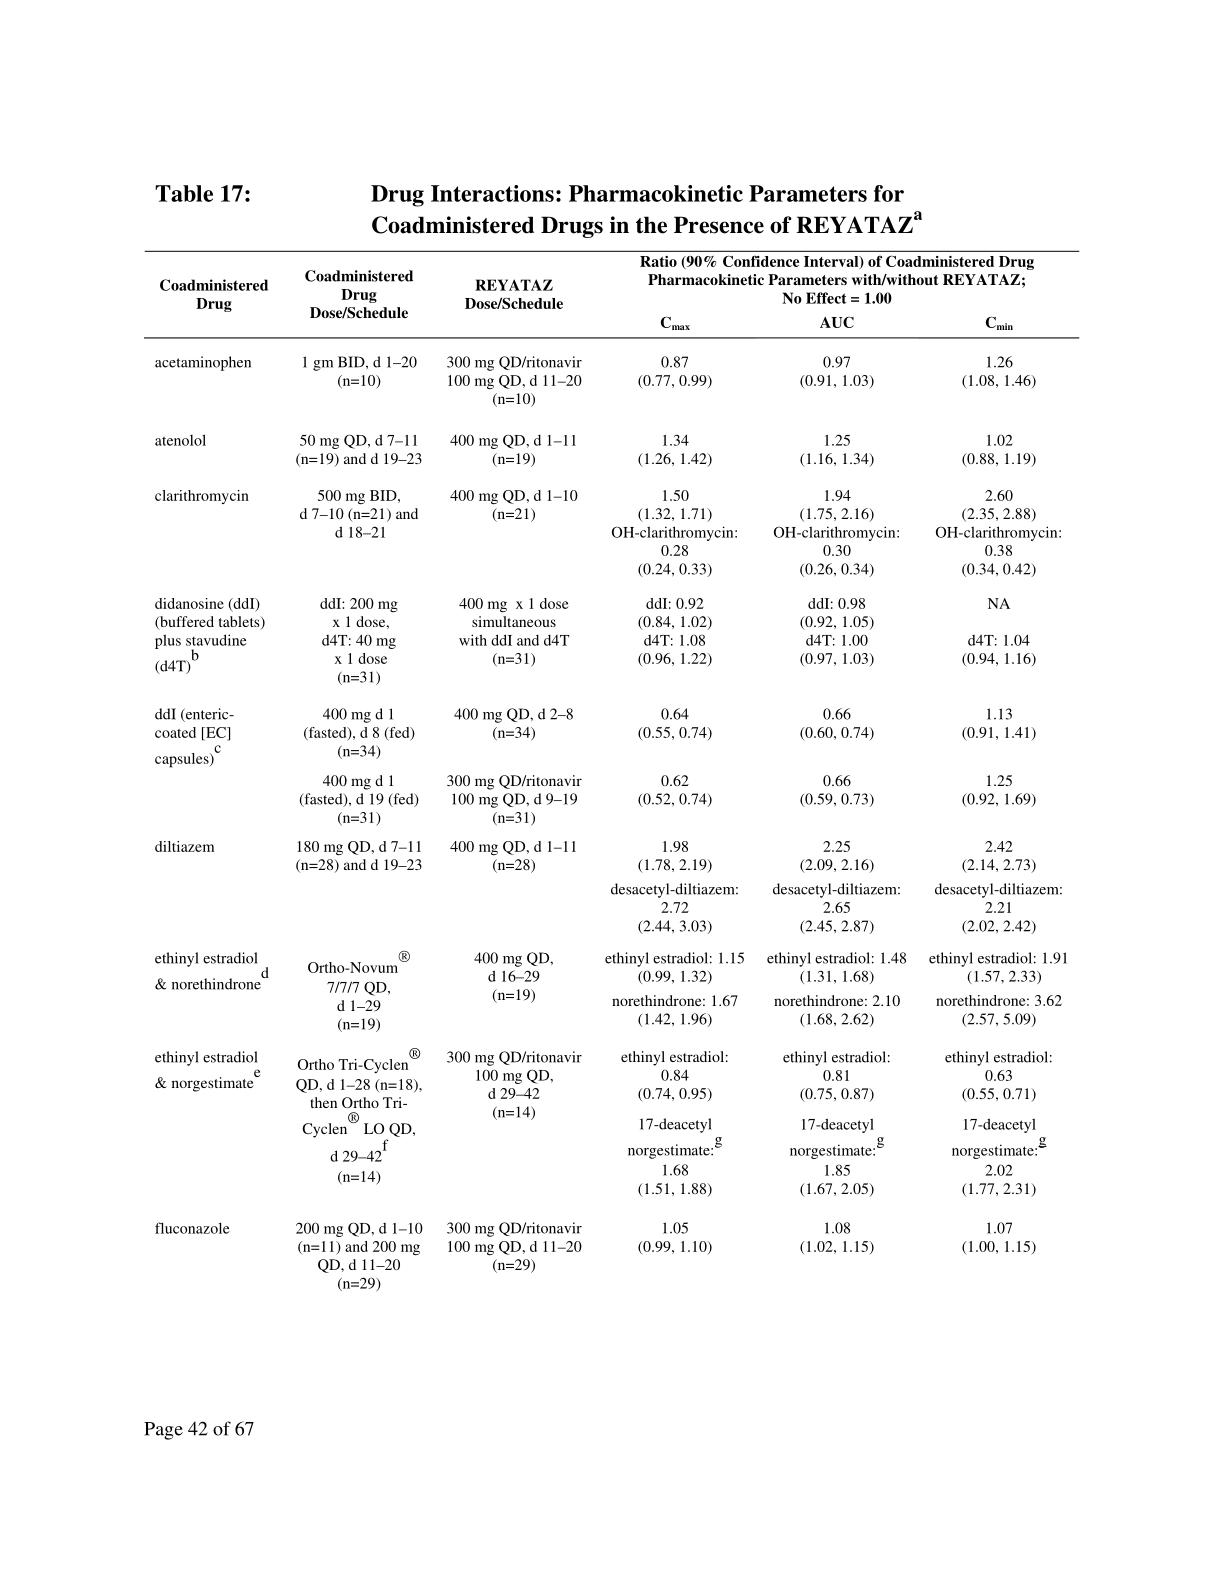 Table 17: Drug Interactions: Pharmacokinetic Parameters for
Coadministered Drugs in the Presence of REYATAZa
Coadministered
Drug
Coadministered
Drug
Dose/Schedule
REYATAZ
Dose/Schedule
Ratio (90% Confidence Interval) of Coadministered Drug
Pharmacokinetic Parameters with/without REYATAZ;
No Effect = 1.00
Cmax AUC Cmin
acetaminophen 1 gm BID, d 1–20 300 mg QD/ritonavir 0.87 0.97 1.26
(n=10) 100 mg QD, d 11–20 (0.77, 0.99) (0.91, 1.03) (1.08, 1.46)
(n=10)
atenolol 50 mg QD, d 7–11 400 mg QD, d 1–11 1.34 1.25 1.02
(n=19) and d 19–23 (n=19) (1.26, 1.42) (1.16, 1.34) (0.88, 1.19)
clarithromycin 500 mg BID, 400 mg QD, d 1–10 1.50 1.94 2.60
d 7–10 (n=21) and (n=21) (1.32, 1.71) (1.75, 2.16) (2.35, 2.88)
d 18–21 OH-clarithromycin: OH-clarithromycin: OH-clarithromycin:
0.28 0.30 0.38
(0.24, 0.33) (0.26, 0.34) (0.34, 0.42)
didanosine (ddI) ddI: 200 mg 400 mg x 1 dose ddI: 0.92 ddI: 0.98 NA
(buffered tablets) x 1 dose, simultaneous (0.84, 1.02) (0.92, 1.05)
plus stavudine d4T: 40 mg with ddI and d4T d4T: 1.08 d4T: 1.00 d4T: 1.04
(d4T)b x 1 dose (n=31) (0.96, 1.22) (0.97, 1.03) (0.94, 1.16)
(n=31)
ddI (enteric- 400 mg d 1 400 mg QD, d 2–8 0.64 0.66 1.13
coated [EC] (fasted), d 8 (fed) (n=34) (0.55, 0.74) (0.60, 0.74) (0.91, 1.41)
capsules)c (n=34)
400 mg d 1 300 mg QD/ritonavir 0.62 0.66 1.25
(fasted), d 19 (fed) 100 mg QD, d 9–19 (0.52, 0.74) (0.59, 0.73) (0.92, 1.69)
(n=31) (n=31)
diltiazem 180 mg QD, d 7–11 400 mg QD, d 1–11 1.98 2.25 2.42
(n=28) and d 19–23 (n=28) (1.78, 2.19) (2.09, 2.16) (2.14, 2.73)
desacetyl-diltiazem: desacetyl-diltiazem: desacetyl-diltiazem:
2.72 2.65 2.21
(2.44, 3.03) (2.45, 2.87) (2.02, 2.42)
ethinyl estradiol Ortho-Novum® 400 mg QD, ethinyl estradiol: 1.15 ethinyl estradiol: 1.48 ethinyl estradiol: 1.91
& norethindroned 7/7/7 QD, d 16–29 (0.99, 1.32) (1.31, 1.68) (1.57, 2.33)
d 1–29 (n=19) norethindrone: 1.67 norethindrone: 2.10 norethindrone: 3.62
(n=19) (1.42, 1.96) (1.68, 2.62) (2.57, 5.09)
ethinyl estradiol Ortho Tri-Cyclen® 300 mg QD/ritonavir ethinyl estradiol: ethinyl estradiol: ethinyl estradiol:
& norgestimatee QD, d 1–28 (n=18), 100 mg QD, 0.84 0.81 0.63
then Ortho Tri- d 29–42 (0.74, 0.95) (0.75, 0.87) (0.55, 0.71)
Cyclen® LO QD, (n=14) 17-deacetyl 17-deacetyl 17-deacetyl
d 29–42f norgestimate:g norgestimate:g norgestimate:g
(n=14) 1.68 1.85 2.02
(1.51, 1.88) (1.67, 2.05) (1.77, 2.31)
fluconazole 200 mg QD, d 1–10 300 mg QD/ritonavir 1.05 1.08 1.07
(n=11) and 200 mg 100 mg QD, d 11–20 (0.99, 1.10) (1.02, 1.15) (1.00, 1.15)
QD, d 11–20 (n=29)
(n=29)
Page 42 of 67